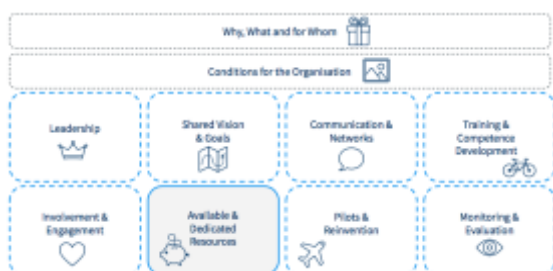 Why, What and for Whom
Conditions for the Organisation
Leadership
Shared Vision
& Goals
Communication &
Networks
Training &
Competence
Development
Involvement &
Engagement
Available &
Dedicated
Resources
Pilots &
Reinvention
Monitoring &
Evaluation